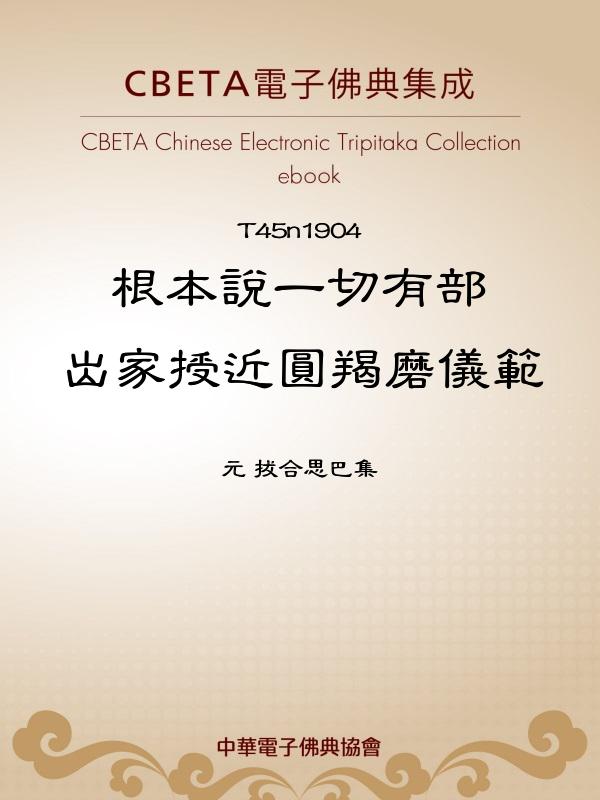 CBETA電子佛典集成
CBETA Chinese Electronic Tripitaka Collection
ebook
T45n1904
根本說一切有部
出家授近圓羯磨儀範
元 拔合思巴集
中華電子佛典協會